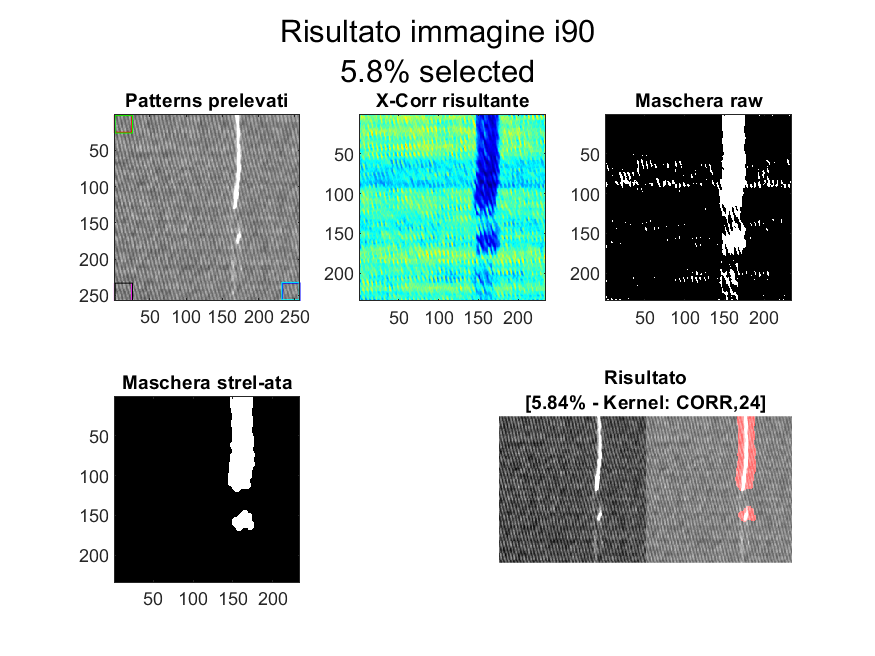 Risultato immagine i90
5.8% selected
Patterns prelevati
50
100
150
200
250
50 100 150 200 250
X-Corr risultante
50
100
150
200
50 100 150 200
Maschera raw
50
100
150
200
50 100 150 200
Maschera strel-ata
50
100
150
200
50 100 150 200
Risultato
[5.84% - Kernel: CORR,24]